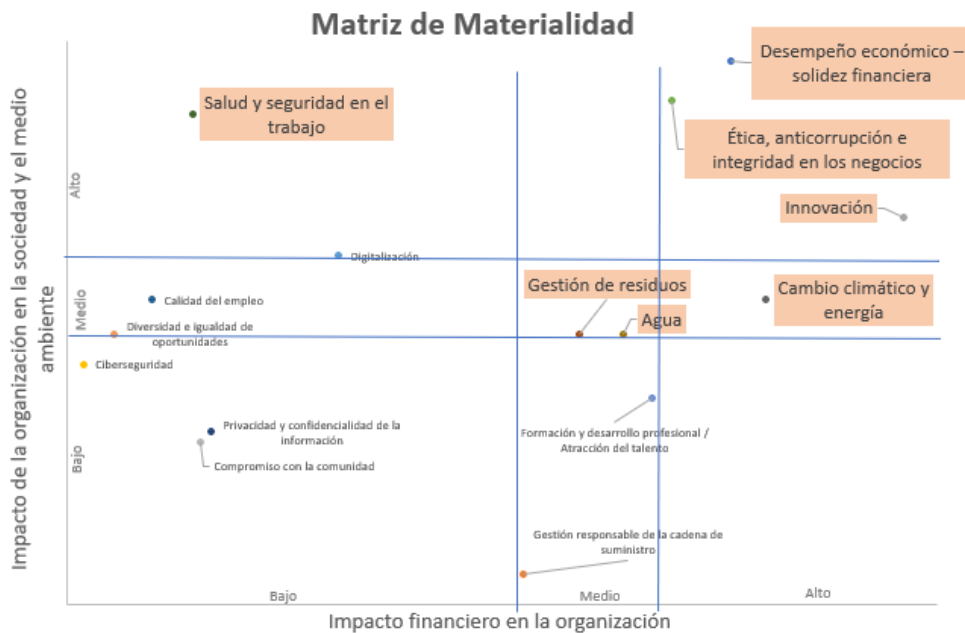 Matriz de Materialidad
Desempeño económico –
solidez financiera
Salud y seguridad en el
trabajo
Ética, anticorrupción e
integridad en los negocios
Innovación
Digitalización
Gestión de residuos
Cambio climático y
energía
Calidad del empleo
Agua
Diversidad e igualdad de
oportunidades
Ciberseguridad
Privacidad y confidencialidad de la
información
Compromiso con la comunidad
Formación y desarrollo profesional /
Atracción del talento
Gestión responsable de la cadena de
suministro
Impacto de la organización en la sociedad y el medio
ambiente
Alto
Medio
Bajo
Bajo
Medio
Alto
Impacto financiero en la organización